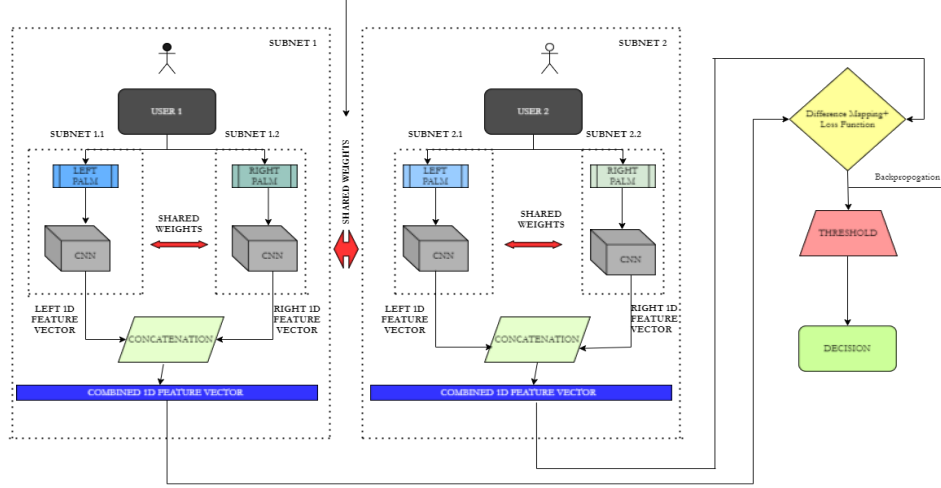 SUBNET 1
USER 1
SUBNET 1.1
SUBNET 1.2
LEFT
PALM
RIGHT
PALM
SHARED
WEIGHTS
CNN
CNN
LEFT 1D
FEATURE
VECTOR
RIGHT 1D
FEATURE
VECTOR
CONCATENATION
COMBINED 1D FEATURE VECTOR
SHARED WEIGHTS
SUBNET 2
USER 2
SUBNET 2.1
SUBNET 2.2
LEFT
PALM
RIGHT PALM
SHARED
WEIGHTS
CNN
CNN
LEFT 1D
FEATURE
VECTOR
RIGHT 1D
FEATURE
VECTOR
CONCATENATION
COMBINED 1D FEATURE VECTOR
Difference Mapping+
Loss Function
Backpropogation
THRESHOLD
DECISION